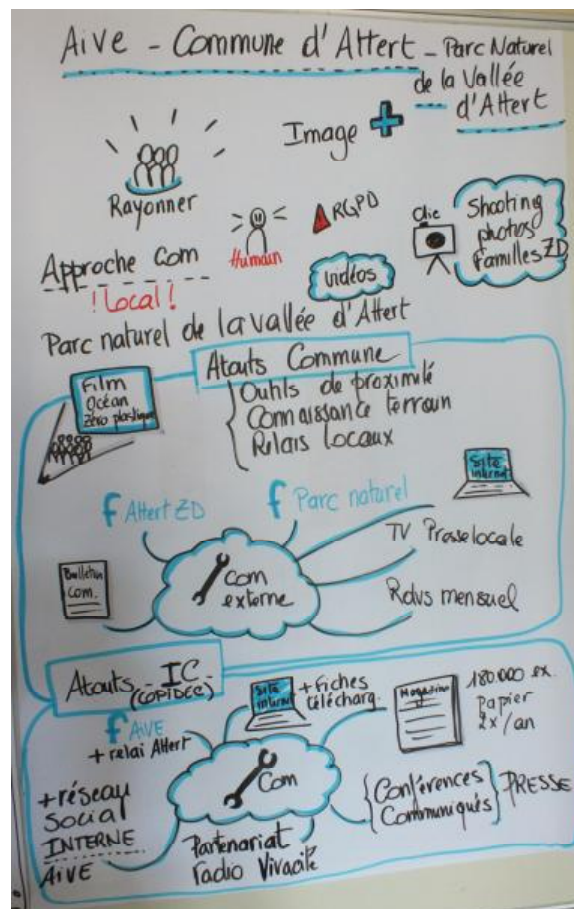 Aive - Commune d'Attert - Parc Naturel
de la Vallée
d'Attert
Image +
Rayonner
Humain
RGPD
Clic
Shooting
photos
Familles ZD
Approche Com
! Local !
vidéos
Parc naturel de la vallée d'Attert
Atouts Commune
Outils de proximité
Connaissance terrain
Relais locaux
Film
Océan
Zéro plastique
f Attert ZD
f Parc naturel
Site
internet
TV Presse locale
Bulletin
Com.
Com
externe
Rdvs mensuel
Atouts - IC -
(COPIDEC)
f AIVE
+ relai Attert
Site
internet
+ fiches
télécharg.
Magazine
180.000 ex.
Papier
2x/an
Com
Conférences
Communiqués
PRESSE
+ réseau
Social
INTERNE
AIVE
Partenariat
radio Vivacité